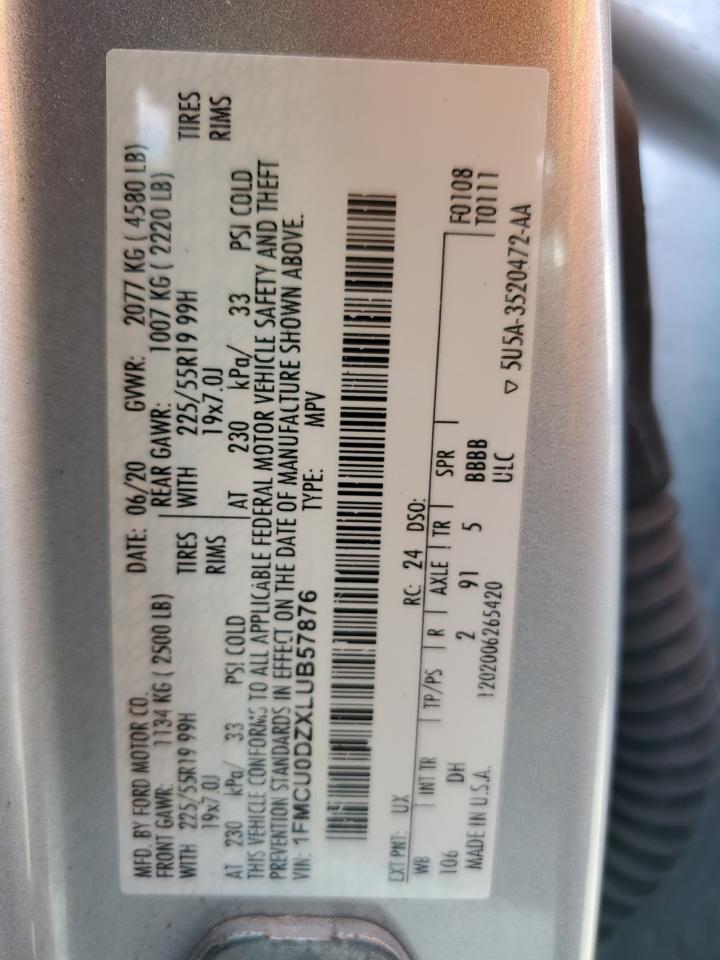 MFD. BY FORD MOTOR CO. DATE: 06/20 GVWR: 2077 KG ( 4580 LB)
FRONT GAWR: 1134 KG ( 2500 LB) REAR GAWR: 1007 KG ( 2220 LB)
WITH 225/55R19 99H TIRES WITH 225/55R19 99H TIRES
19x7.0J RIMS 19x7.0J RIMS
AT 230 kPa/ 33 PSI COLD AT 230 kPa/ 33 PSI COLD
THIS VEHICLE CONFORMS TO ALL APPLICABLE FEDERAL MOTOR VEHICLE SAFETY AND THEFT
PREVENTION STANDARDS IN EFFECT ON THE DATE OF MANUFACTURE SHOWN ABOVE.
VIN: 1FMCU0DZXLUB57876 TYPE: MPV
EXT PNT: UX RC: 24 DSO:
WB INT TR TP/PS R AXLE TR SPR F0108
106 DH 2 91 5 BBBB T0111
MADE IN U.S.A. 1202006265420 ULC
▽ 5U5A-3520472-AA